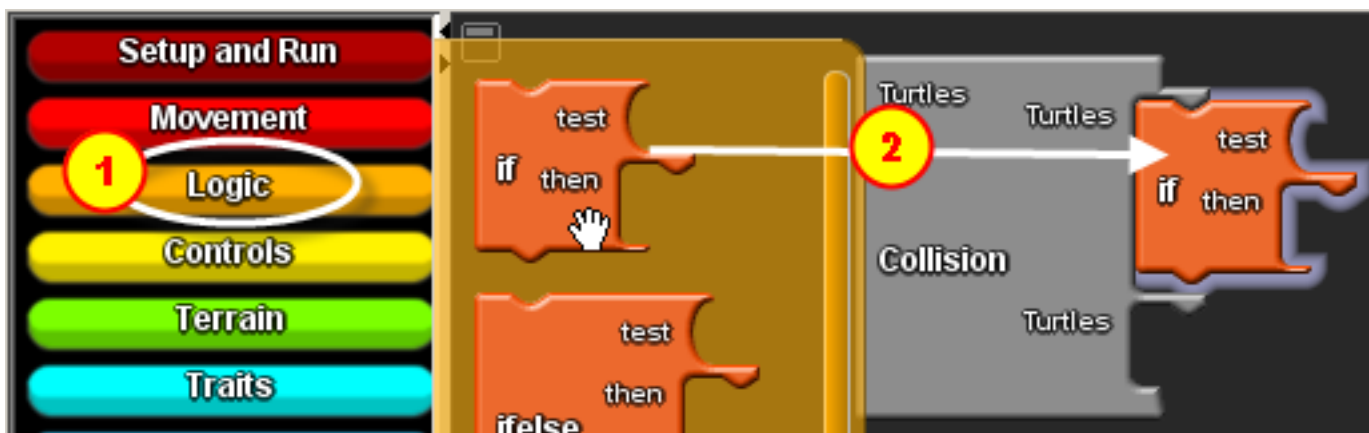 Setup and Run
Movement
1
Logic
Controls
Terrain
Traits
test
if
then
test
then
ifelse
2
Turtles
Turtles
Collision
Turtles
test
if
then